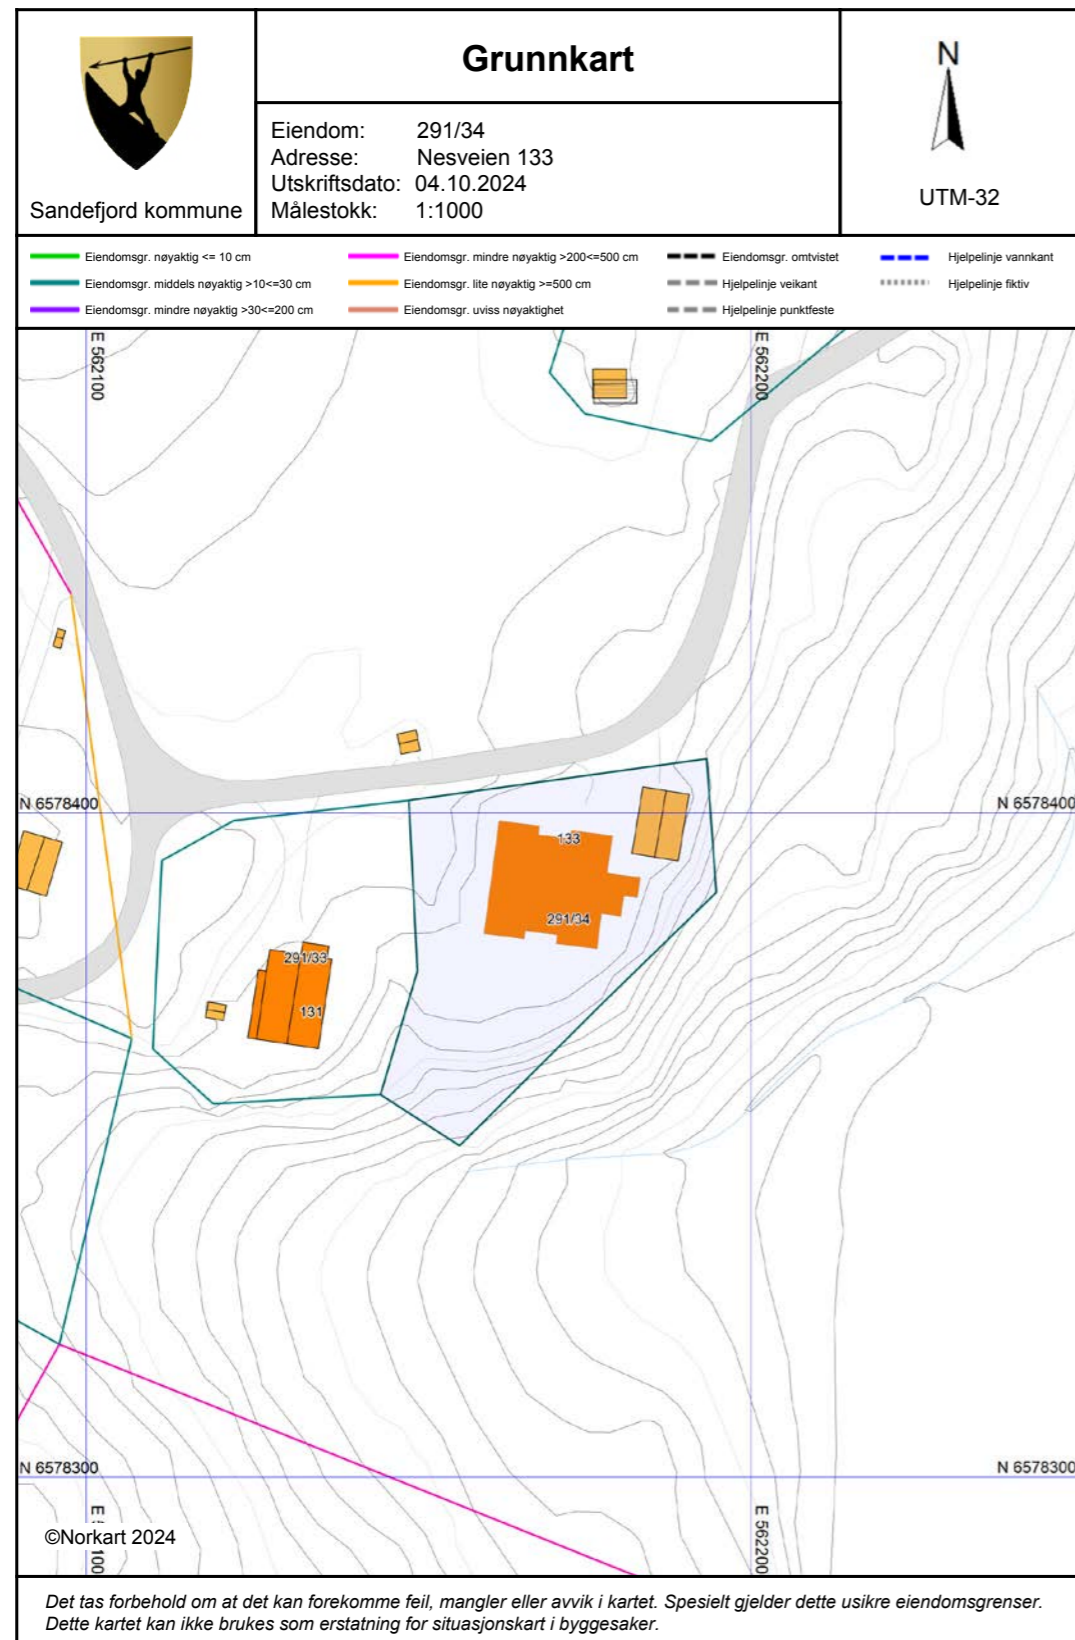 Grunnkart
Sandefjord kommune
Eiendom: 291/34
Adresse: Nesveien 133
Utskriftsdato: 04.10.2024
Målestokk: 1:1000
N
UTM-32
Eiendomsgr. nøyaktig <= 10 cm
Eiendomsgr. middels nøyaktig >10<=30 cm
Eiendomsgr. mindre nøyaktig >30<=200 cm
Eiendomsgr. mindre nøyaktig >200<=500 cm
Eiendomsgr. lite nøyaktig >=500 cm
Eiendomsgr. uviss nøyaktighet
Eiendomsgr. omtvistet
Hjelpelinje veikant
Hjelpelinje punktfeste
Hjelpelinje vannkant
Hjelpelinje fiktiv
E 562100
E 562200
N 6578400
N 6578400
133
291/34
291/33
131
N 6578300
N 6578300
E 100
E 562200
©Norkart 2024
Det tas forbehold om at det kan forekomme feil, mangler eller avvik i kartet. Spesielt gjelder dette usikre eiendomsgrenser.
Dette kartet kan ikke brukes som erstatning for situasjonskart i byggesaker.